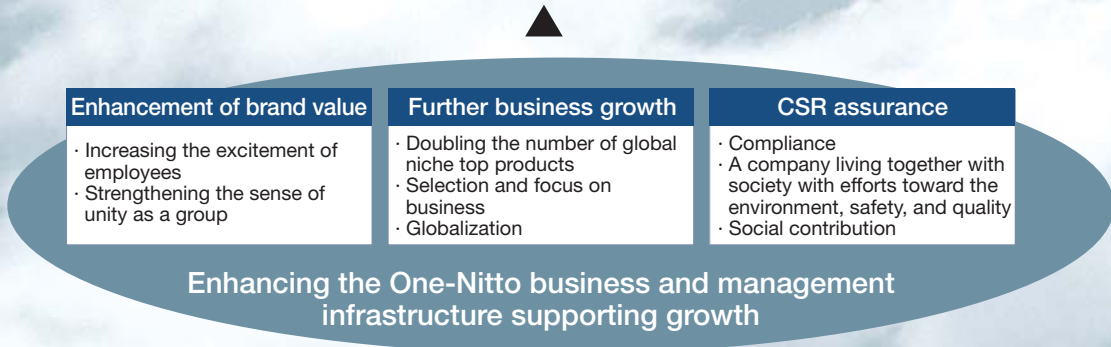 Enhancement of brand value
· Increasing the excitement of
employees
· Strengthening the sense of
unity as a group
Further business growth
· Doubling the number of global
niche top products
· Selection and focus on
business
· Globalization
CSR assurance
· Compliance
· A company living together with
society with efforts toward the
environment, safety, and quality
· Social contribution
Enhancing the One-Nitto business and management
infrastructure supporting growth